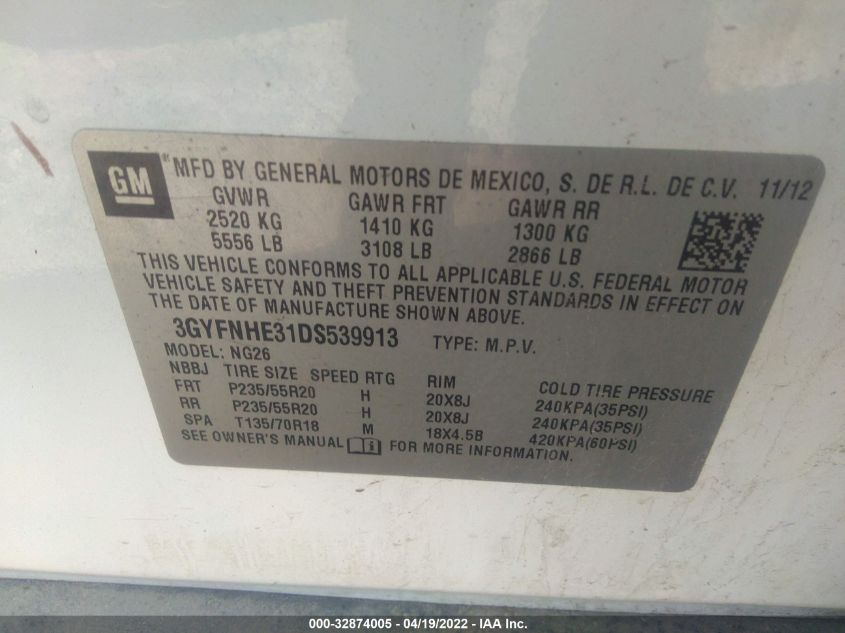 GM
MFD BY GENERAL MOTORS DE MEXICO, S. DE R.L. DE C.V. 11/12
GVWR GAWR FRT GAWR RR
2520 KG 1410 KG 1300 KG
5556 LB 3108 LB 2866 LB
THIS VEHICLE CONFORMS TO ALL APPLICABLE U.S. FEDERAL MOTOR
VEHICLE SAFETY AND THEFT PREVENTION STANDARDS IN EFFECT ON
THE DATE OF MANUFACTURE SHOWN ABOVE.
3GYFNHE31DS539913 TYPE: M.P.V.
MODEL: NG26
NBBJ TIRE SIZE SPEED RTG RIM COLD TIRE PRESSURE
FRT P235/55R20 H 20X8J 240KPA(35PSI)
RR P235/55R20 H 20X8J 240KPA(35PSI)
SPA T135/70R18 M 18X4.5B 420KPA(60PSI)
SEE OWNER'S MANUAL FOR MORE INFORMATION.
000-32874005 - 04/19/2022 - IAA Inc.